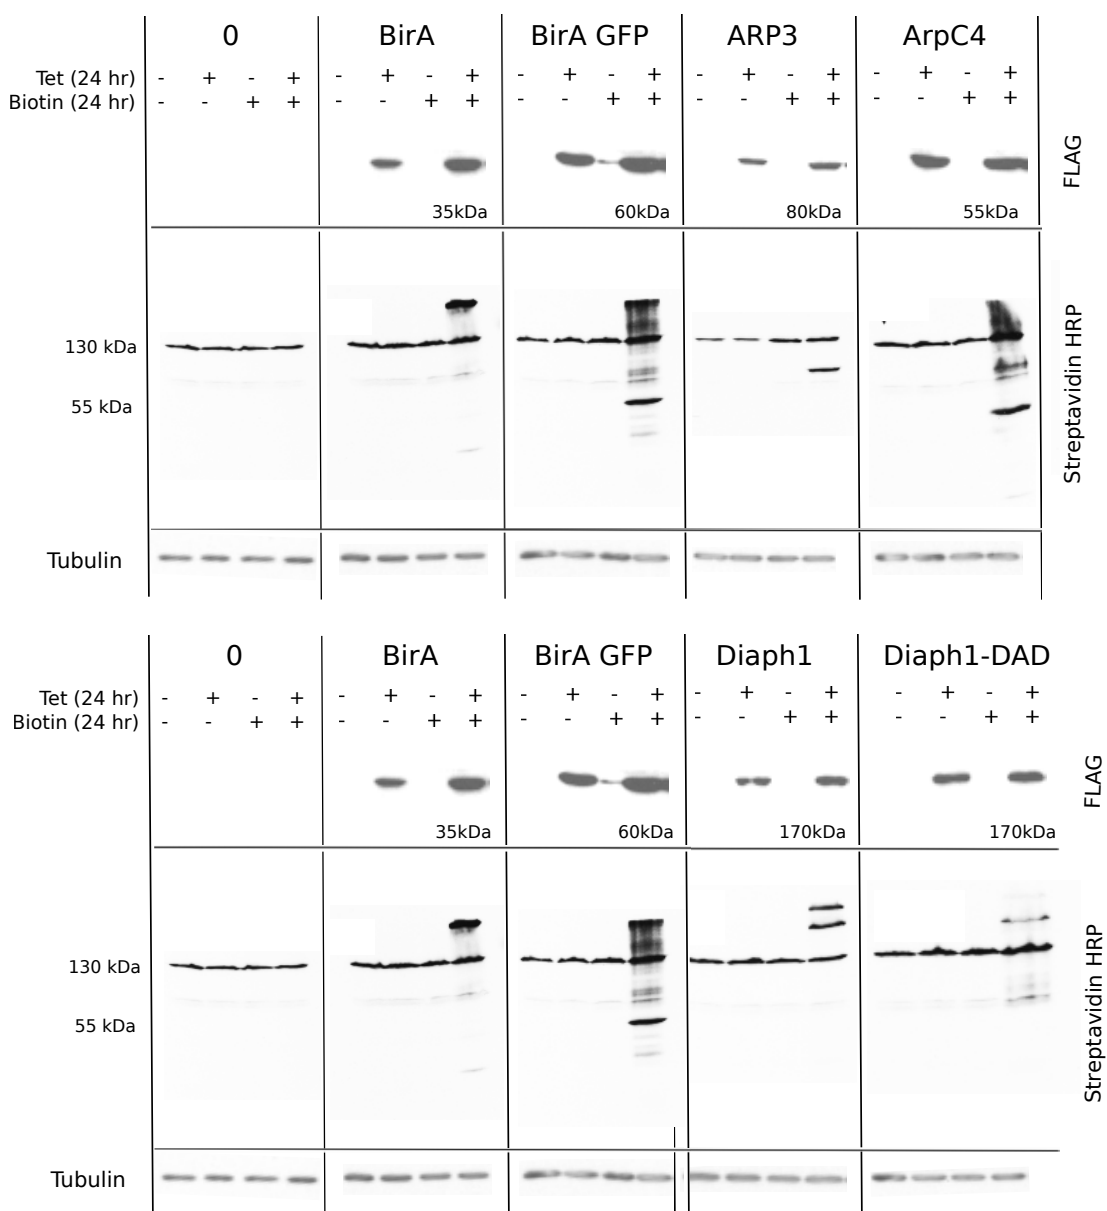 0 BirA BirA GFP ARP3 ArpC4
Tet (24 hr) - + - + - + - + - + - + - + - + - + - +
Biotin (24 hr) - - + + - - + + - - + + - - + + - - + +
FLAG
35kDa 60kDa 80kDa 55kDa
130 kDa
55 kDa
Streptavidin HRP
Tubulin
0 BirA BirA GFP Diaph1 Diaph1-DAD
Tet (24 hr) - + - + - + - + - + - + - + - + - + - +
Biotin (24 hr) - - + + - - + + - - + + - - + + - - + +
FLAG
35kDa 60kDa 170kDa 170kDa
130 kDa
55 kDa
Streptavidin HRP
Tubulin